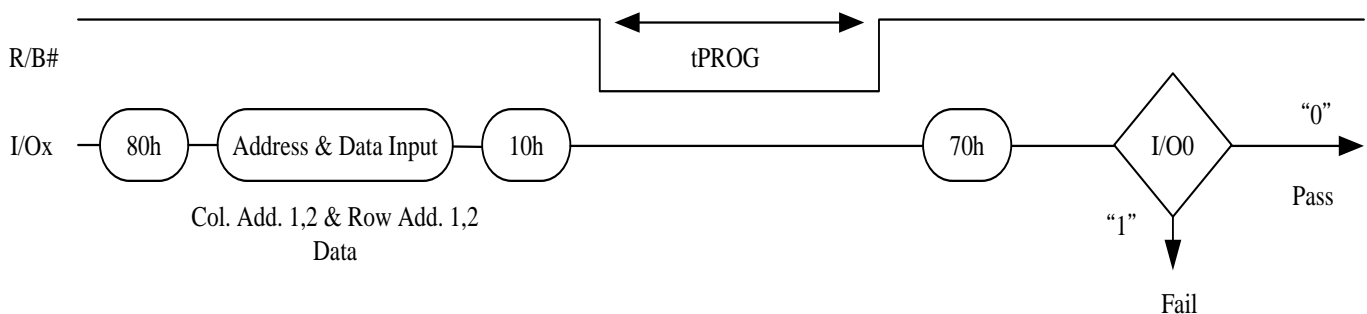 R/B#
tPROG
I/Ox
80h
Address & Data Input
10h
70h
I/O0
“0”
Pass
Col. Add. 1,2 & Row Add. 1,2
Data
“1”
Fail